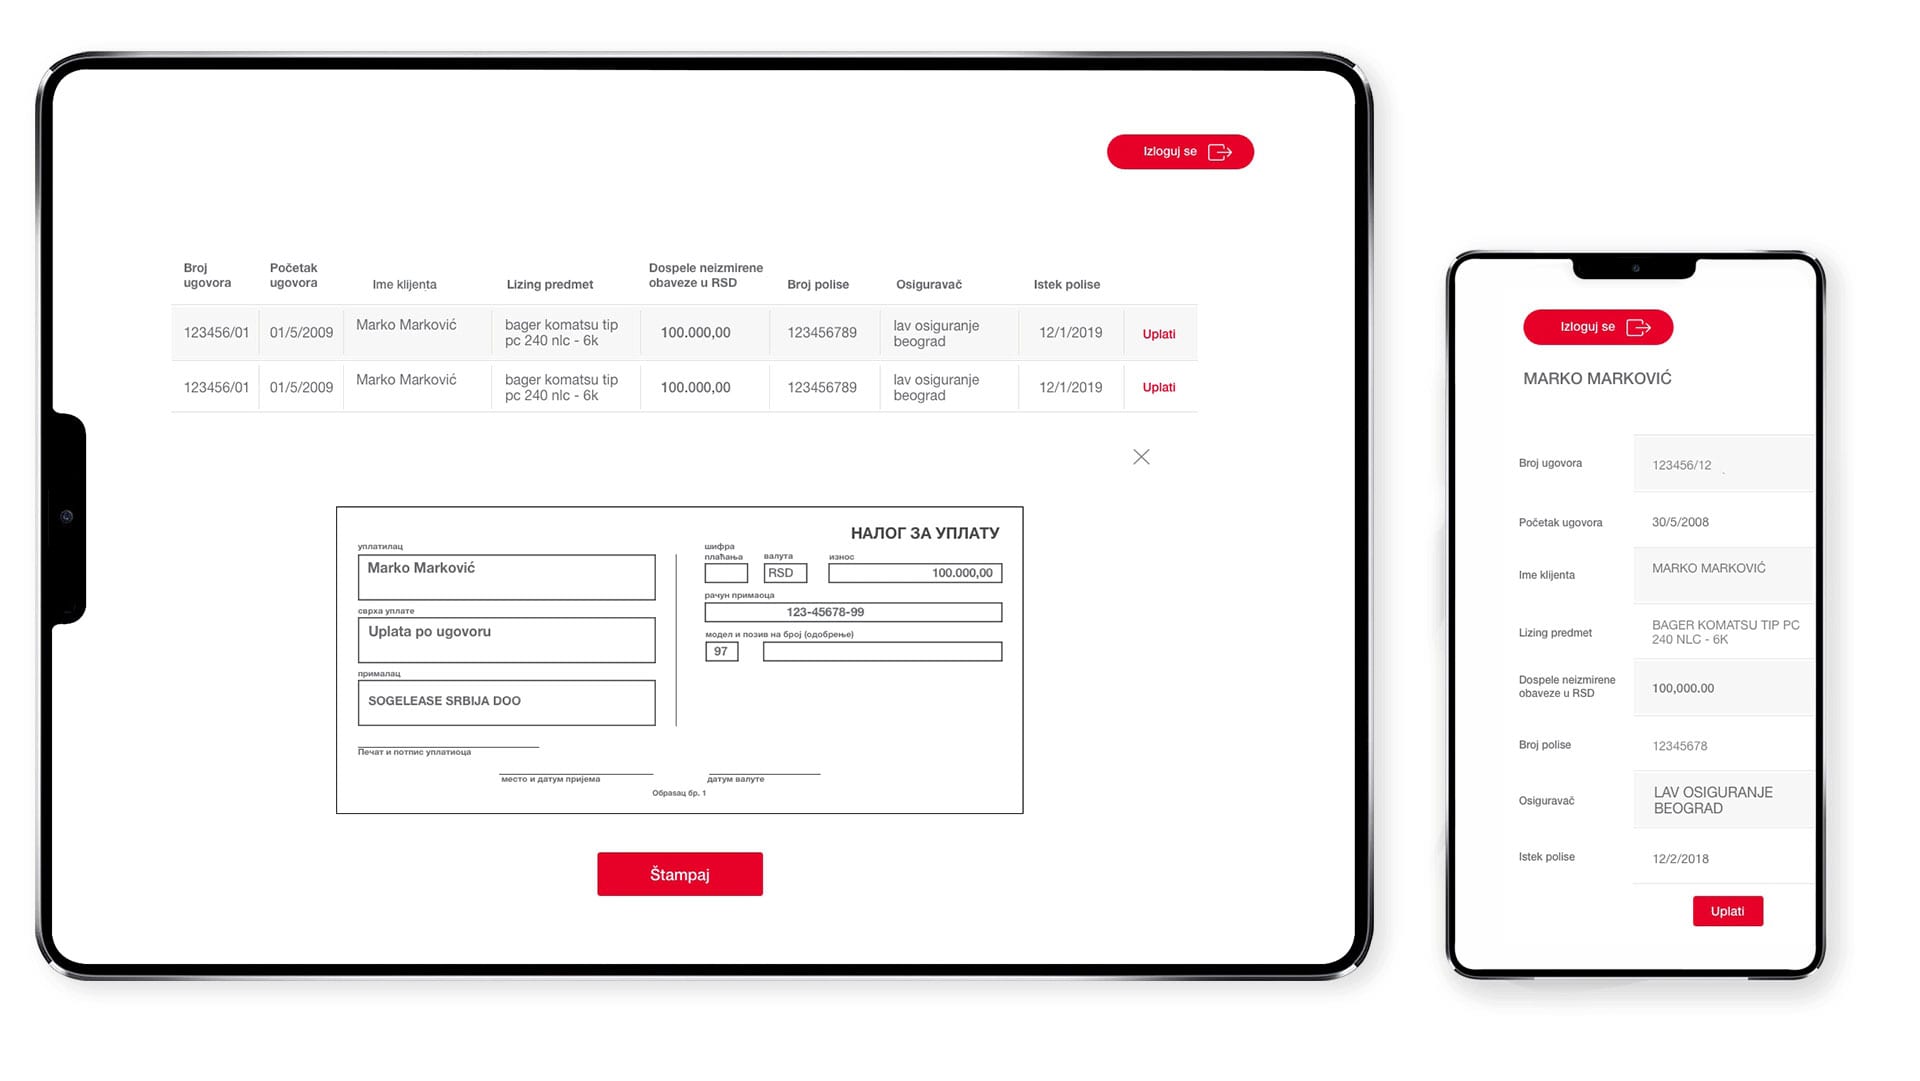 Izloguj se
Broj
ugovora
Početak
ugovora
Ime klijenta
Lizing predmet
Dospele neizmirene
obaveze u RSD
Broj polise
Osiguravač
Istek polise
123456/01
01/5/2009
Marko Marković
bager komatsu tip
pc 240 nlc - 6k
100.000,00
123456789
lav osiguranje
beograd
12/1/2019
Uplati
123456/01
01/5/2009
Marko Marković
bager komatsu tip
pc 240 nlc - 6k
100.000,00
123456789
lav osiguranje
beograd
12/1/2019
Uplati
НАЛОГ ЗА УПЛАТУ
уплатилац
Marko Marković
сврха уплате
Uplata po ugovoru
прималац
SOGELEASE SRBIJA DOO
Печат и потпис уплатиоца
место и датум пријема
шифра
плаћања
валута
RSD
износ
100.000,00
рачун примаоца
123-45678-99
модел и позив на број (одобрење)
97
датум валуте
Образац бр. 1
Štampaj
Izloguj se
MARKO MARKOVIĆ
Broj ugovora
123456/12
Početak ugovora
30/5/2008
Ime klijenta
MARKO MARKOVIĆ
Lizing predmet
BAGER KOMATSU TIP PC
240 NLC - 6K
Dospele neizmirene
obaveze u RSD
100,000.00
Broj polise
12345678
Osiguravač
LAV OSIGURANJE
BEOGRAD
Istek polise
12/2/2018
Uplati